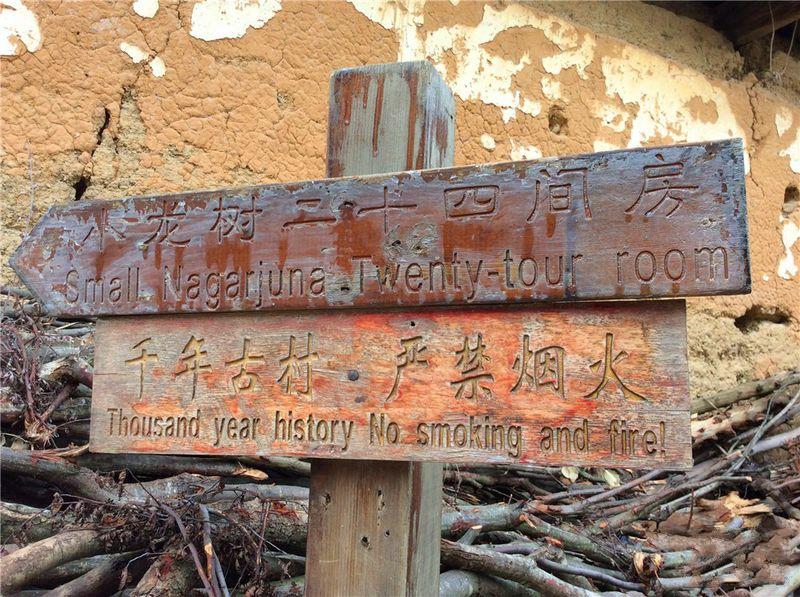 小龙树二十四间房
Small Nagarjuna Twenty-tour room
千年古村·严禁烟火
Thousand year history No smoking and fire!